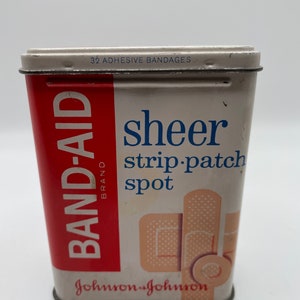 30 ADHESIVE BANDAGES
BAND-AID
BRAND
sheer
strip·patch
spot
Johnson & Johnson